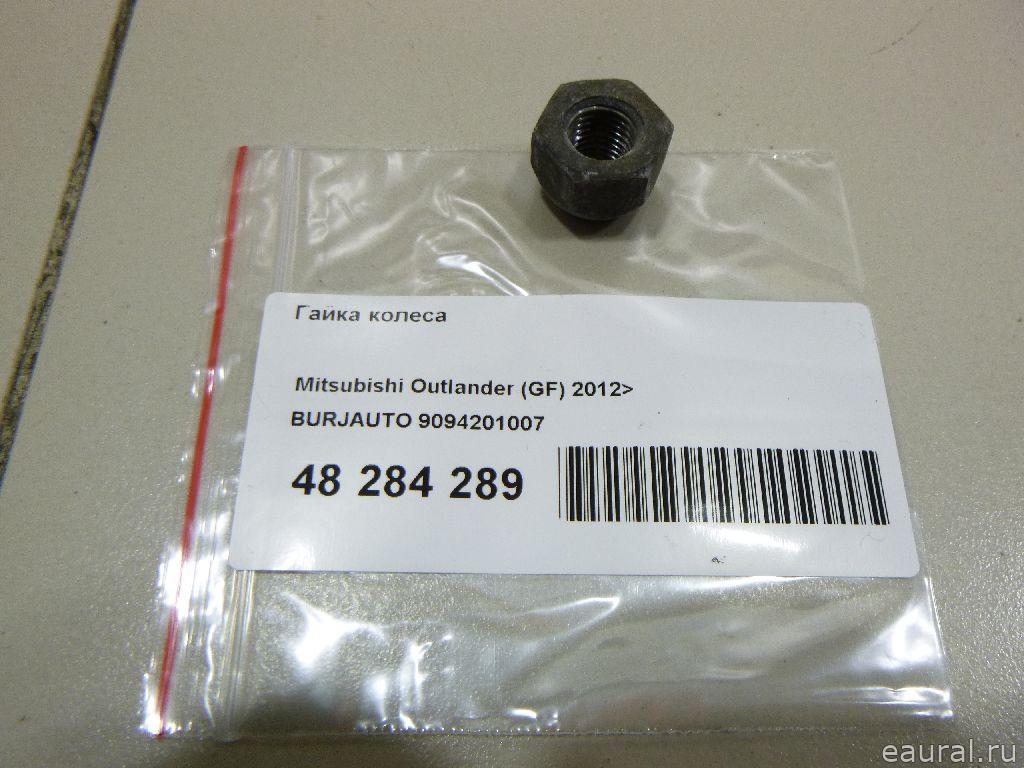 Гайка колеса
Mitsubishi Outlander (GF) 2012>
BURJAUTO 9094201007
48 284 289
eaural.ru